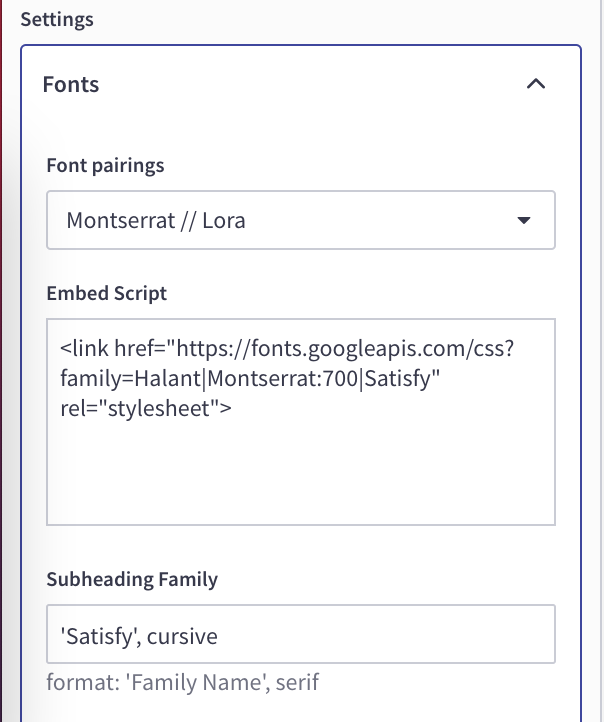 Settings
Fonts
Font pairings
Montserrat // Lora
Embed Script
<link href="https://fonts.googleapis.com/css?
family=Halant|Montserrat:700|Satisfy"
rel="stylesheet">
Subheading Family
'Satisfy', cursive
format: 'Family Name', serif